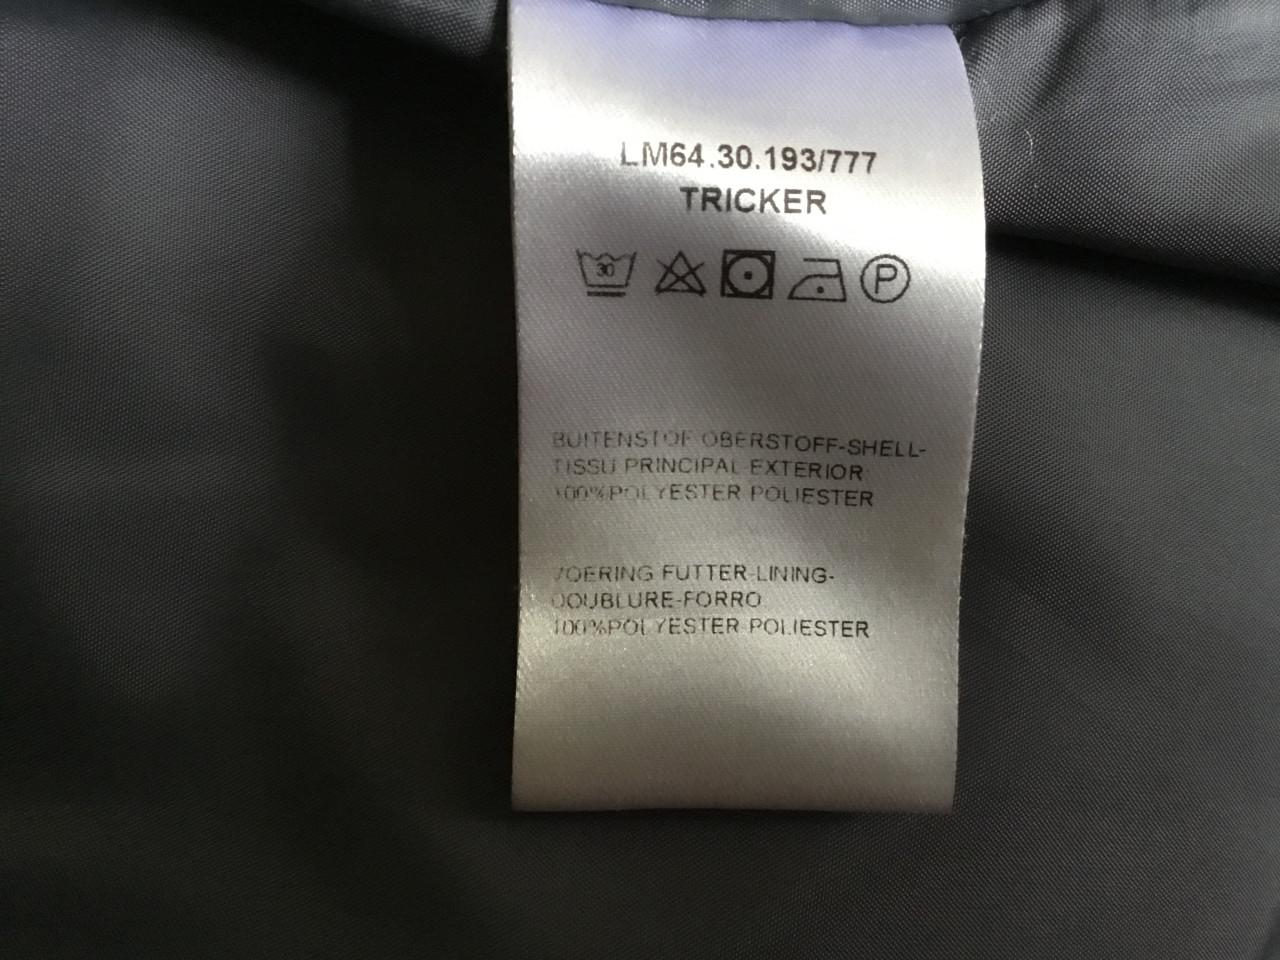 LM64.30.193/777
TRICKER
30 P
BUITENSTOF OBERSTOFF-SHELL-
TISSU PRINCIPAL EXTERIOR
100%POLYESTER POLIESTER
VOERING FUTTER-LINING-
DOUBLURE-FORRO
100%POLYESTER POLIESTER